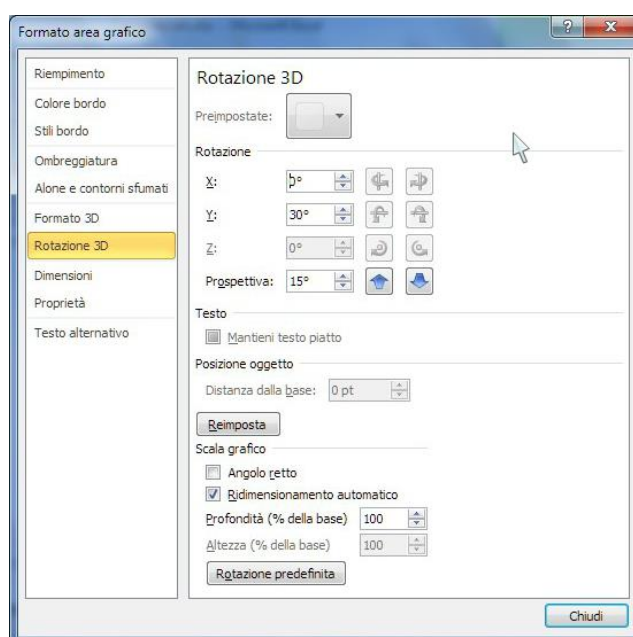 Formato area grafico
Riempimento
Colore bordo
Stili bordo
Ombreggiatura
Alone e contorni sfumati
Formato 3D
Rotazione 3D
Dimensioni
Proprietà
Testo alternativo
Rotazione 3D
Preimpostate:
Rotazione
X: 0°
Y: 30°
Z: 0°
Prospettiva: 15°
Testo
Mantieni testo piatto
Posizione oggetto
Distanza dalla base: 0 pt
Reimposta
Scala grafico
Angolo retto
Ridimensionamento automatico
Profondità (% della base) 100
Altezza (% della base) 100
Rotazione predefinita
Chiudi